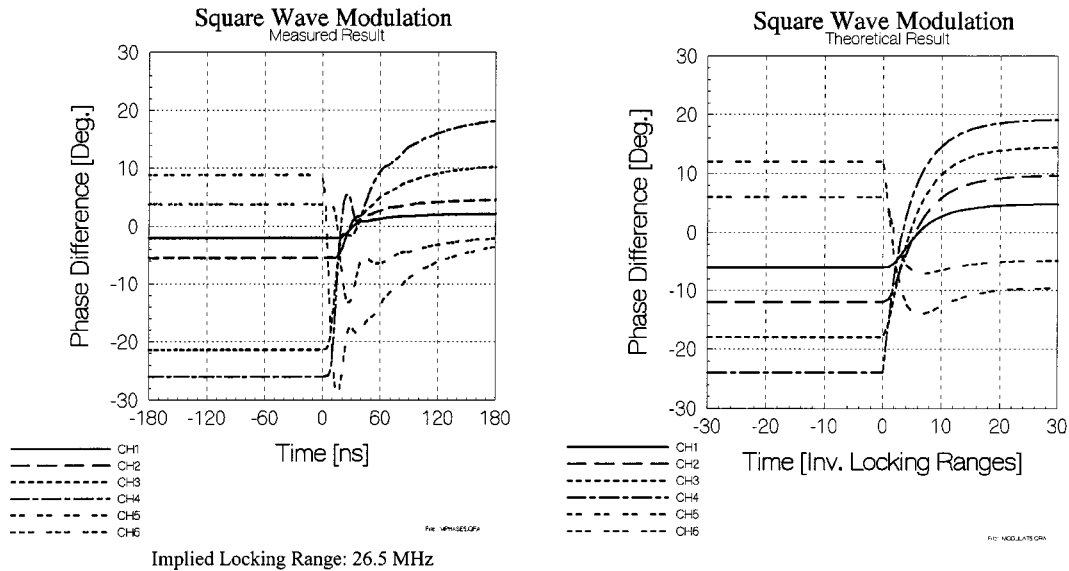 Square Wave Modulation
Measured Result
30
20
10
0
-10
-20
-30
Phase Difference [Deg.]
-180 -120 -60 0 60 120 180
Time [ns]
CH1
CH2
CH3
CH4
CH5
CH6
File: MPHASES.GRA
Implied Locking Range: 26.5 MHz
Square Wave Modulation
Theoretical Result
30
20
10
0
-10
-20
-30
Phase Difference [Deg.]
-30 -20 -10 0 10 20 30
Time [Inv. Locking Ranges]
CH1
CH2
CH3
CH4
CH5
CH6